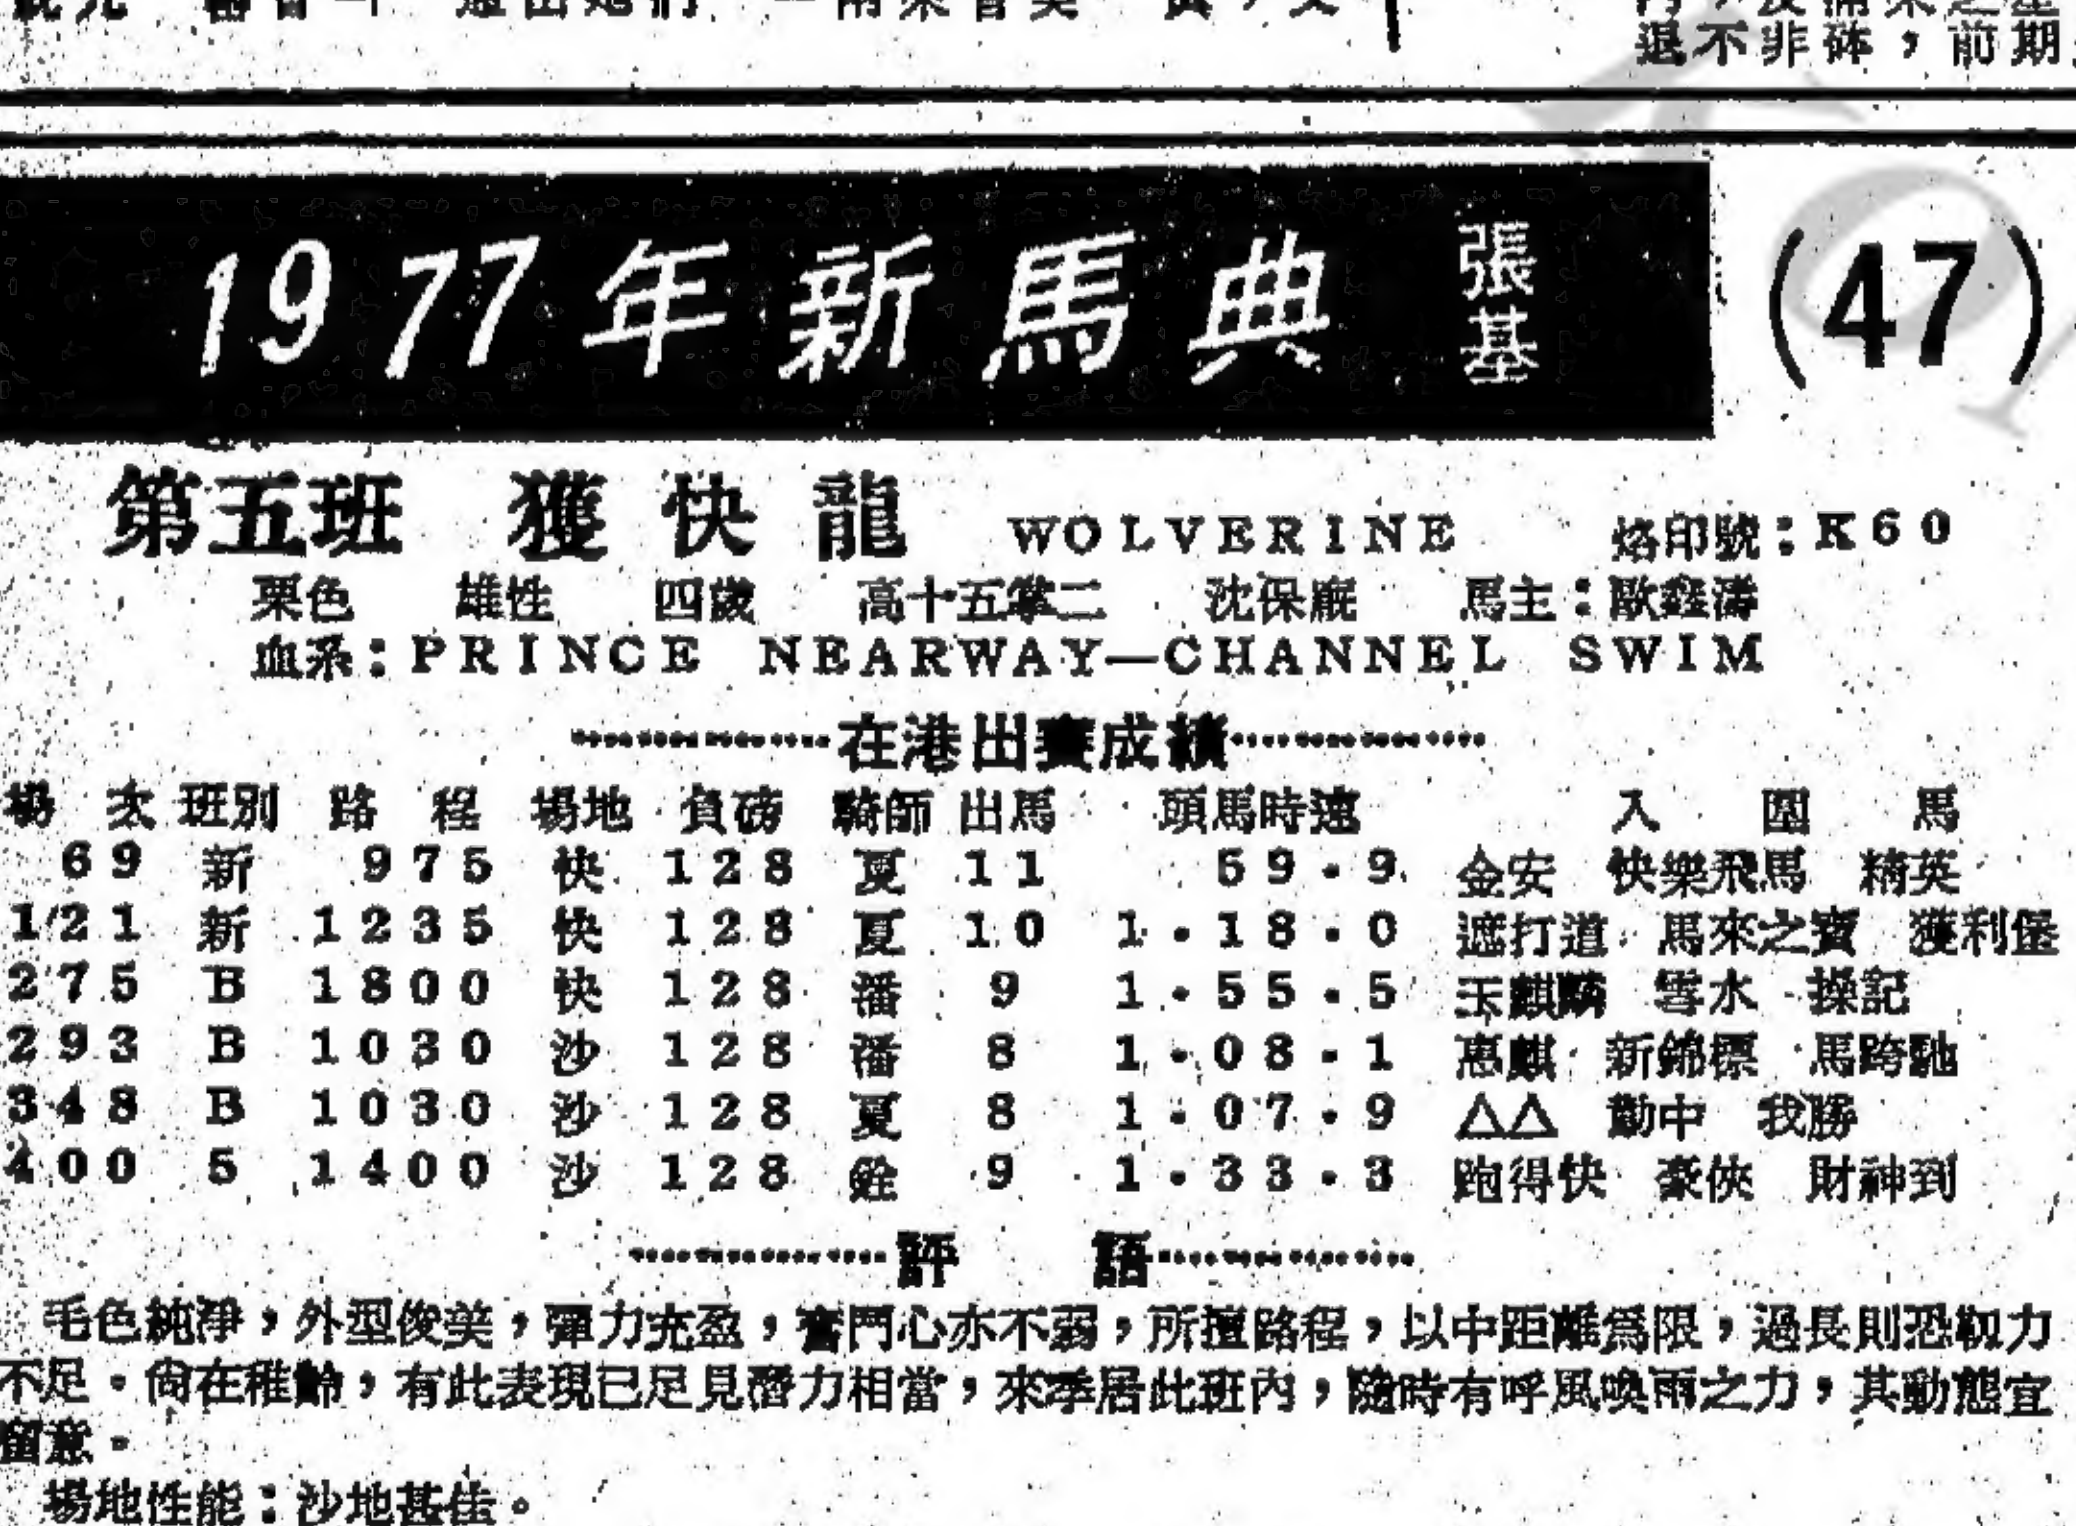 退不非砵，前期
1977年新馬典 張基 (47)
第五班 獲快龍 WOLVERINE 烙印號：K60
栗色 雄性 四歲 高十五掌二 沈保廐 馬主：歐鑫濤
血系：PRINCE NEARWAY—CHANNEL SWIM
在港出賽成績
場次 班別 路程 場地 負磅 騎師 出馬 頭馬時速 入圍馬
69 新 975 快 128 夏 11 59.9 金安 快樂飛馬 精英
121 新 1235 快 128 夏 10 1.18.0 遮打道 馬來之寶 獲利堡
275 B 1800 快 128 潘 9 1.55.5 玉麒麟 雪水 操記
293 B 1030 沙 128 潘 8 1.08.1 惠麒 新錦標 馬跨馳
348 B 1030 沙 128 夏 8 1.07.9 △△ 勤中 我勝
400 5 1400 沙 128 銓 9 1.33.3 跑得快 豪俠 財神到
評語
毛色純淨，外型俊美，彈力充盈，奮鬥心亦不弱，所擅路程，以中距離爲限，過長則恐韌力
不足。尙在稚齡，有此表現已足見潛力相當，來季居此班內，隨時有呼風喚雨之力，其動態宜
留意。
場地性能：沙地甚佳。